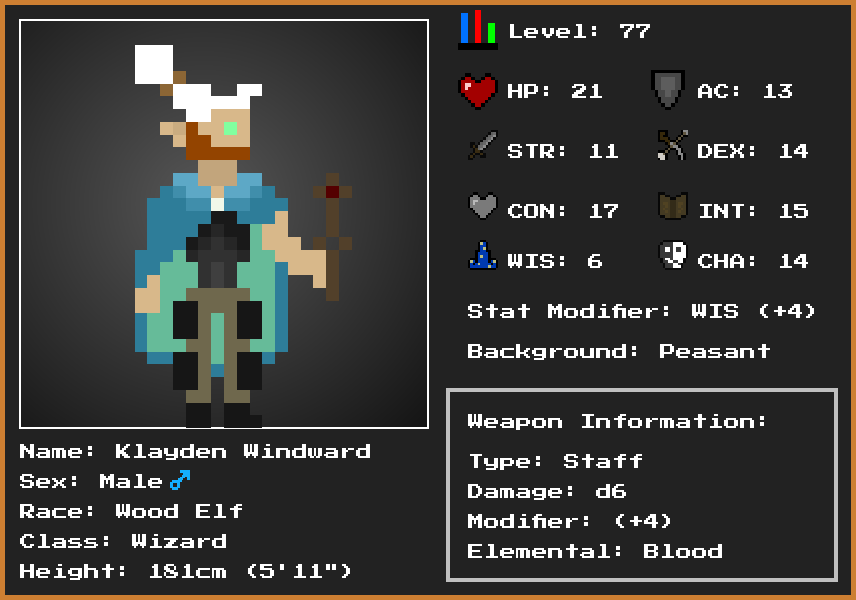 Level: 77
HP: 21
AC: 13
STR: 11
DEX: 14
CON: 17
INT: 15
WIS: 6
CHA: 14
Stat Modifier: WIS (+4)
Background: Peasant
Weapon Information:
Type: Staff
Damage: d6
Modifier: (+4)
Elemental: Blood
Name: Klayden Windward
Sex: Male♂
Race: Wood Elf
Class: Wizard
Height: 181cm (5'11")